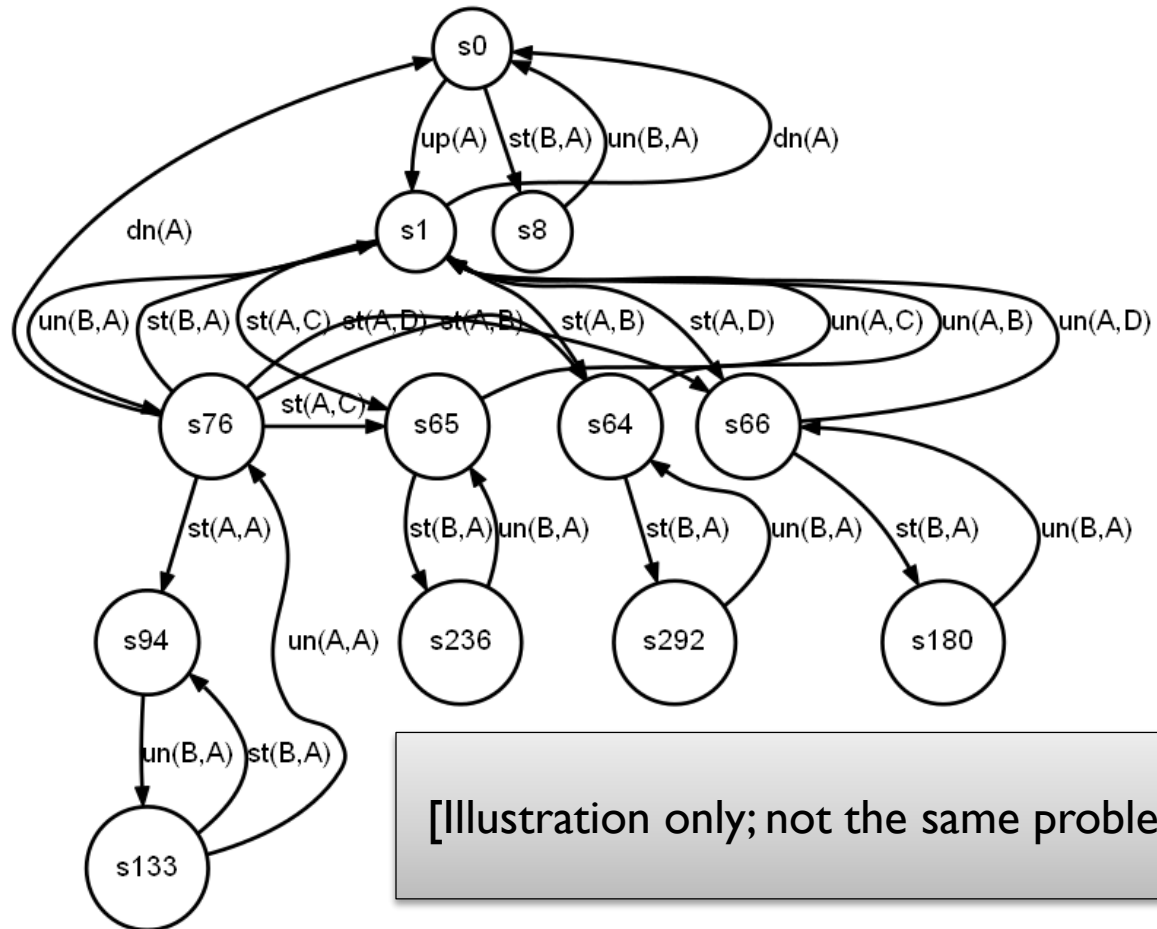 s0
up(A)
st(B,A)
un(B,A)
dn(A)
dn(A)
s1
s8
un(B,A)
st(B,A)
st(A,C)
st(A,D)
st(A,B)
st(A,B)
st(A,D)
un(A,C)
un(A,B)
un(A,D)
st(A,C)
s76
s65
s64
s66
st(A,A)
st(B,A)
un(B,A)
st(B,A)
un(B,A)
st(B,A)
un(B,A)
s94
un(A,A)
s236
s292
s180
un(B,A)
st(B,A)
s133
[Illustration only; not the same proble